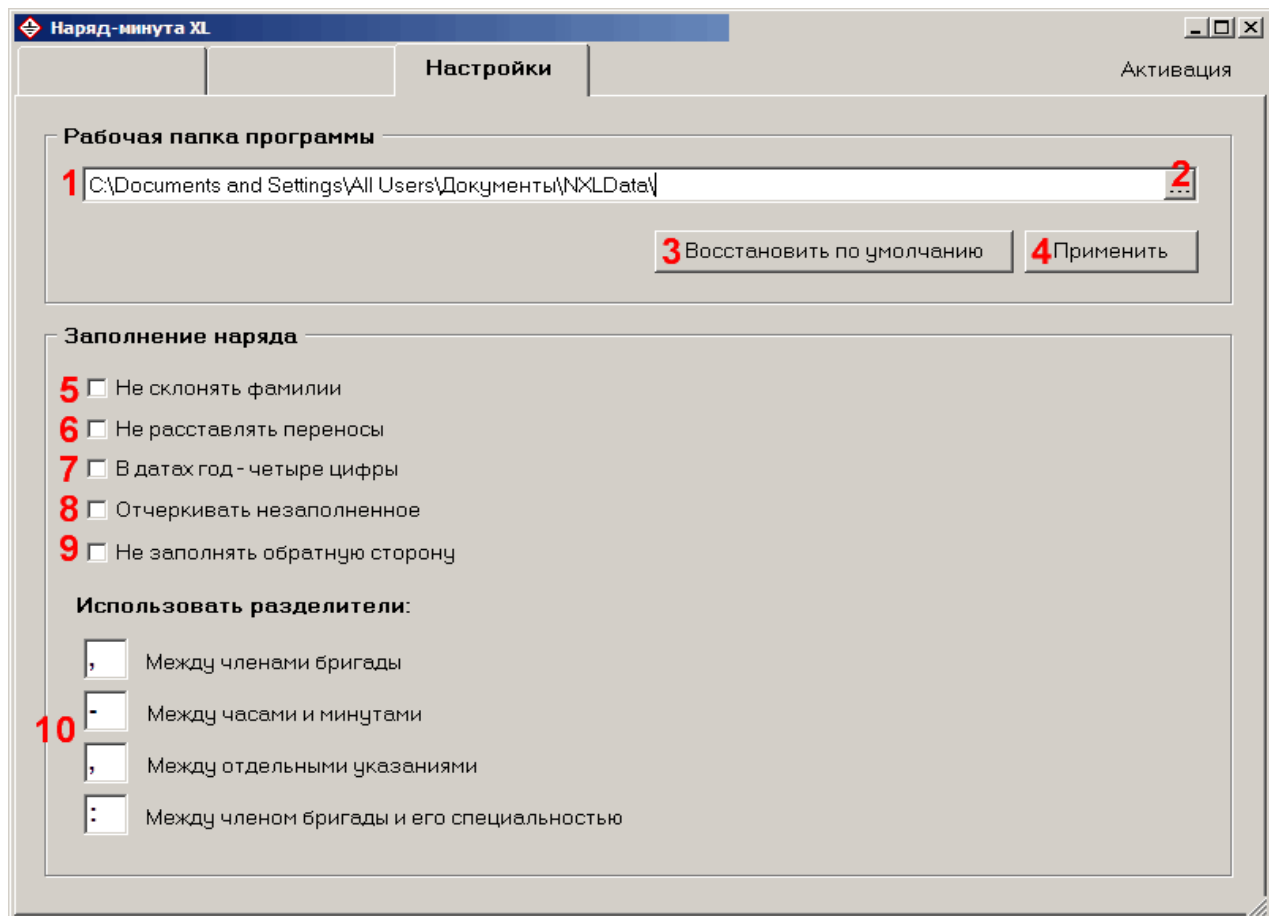 Наряд-минута XL
Настройки
Активация
Рабочая папка программы
1 C:\Documents and Settings\All Users\Документы\NXLData\ 2 ...
3 Восстановить по умолчанию 4 Применить
Заполнение наряда
5 Не склонять фамилии
6 Не расставлять переносы
7 В датах год - четыре цифры
8 Отчеркивать незаполненное
9 Не заполнять обратную сторону
Использовать разделители:
, Между членами бригады
- Между часами и минутами
10
, Между отдельными указаниями
: Между членом бригады и его специальностью